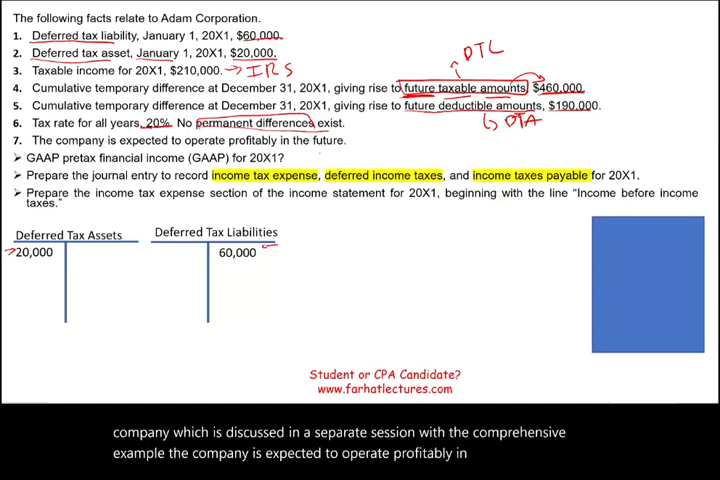 The following facts relate to Adam Corporation.
1. Deferred tax liability, January 1, 20X1, $60,000.
2. Deferred tax asset, January 1, 20X1, $20,000.
3. Taxable income for 20X1, $210,000. → IRS
DTL
4. Cumulative temporary difference at December 31, 20X1, giving rise to future taxable amounts, $460,000.
5. Cumulative temporary difference at December 31, 20X1, giving rise to future deductible amounts, $190,000.
6. Tax rate for all years, 20%. No permanent differences exist.
DTA
7. The company is expected to operate profitably in the future.
➢ GAAP pretax financial income (GAAP) for 20X1?
➢ Prepare the journal entry to record income tax expense, deferred income taxes, and income taxes payable for 20X1.
➢ Prepare the income tax expense section of the income statement for 20X1, beginning with the line “Income before income
taxes.”
Deferred Tax Assets Deferred Tax Liabilities
20,000 60,000
Student or CPA Candidate?
www.farhatlectures.com
company which is discussed in a separate session with the comprehensive
example the company is expected to operate profitably in